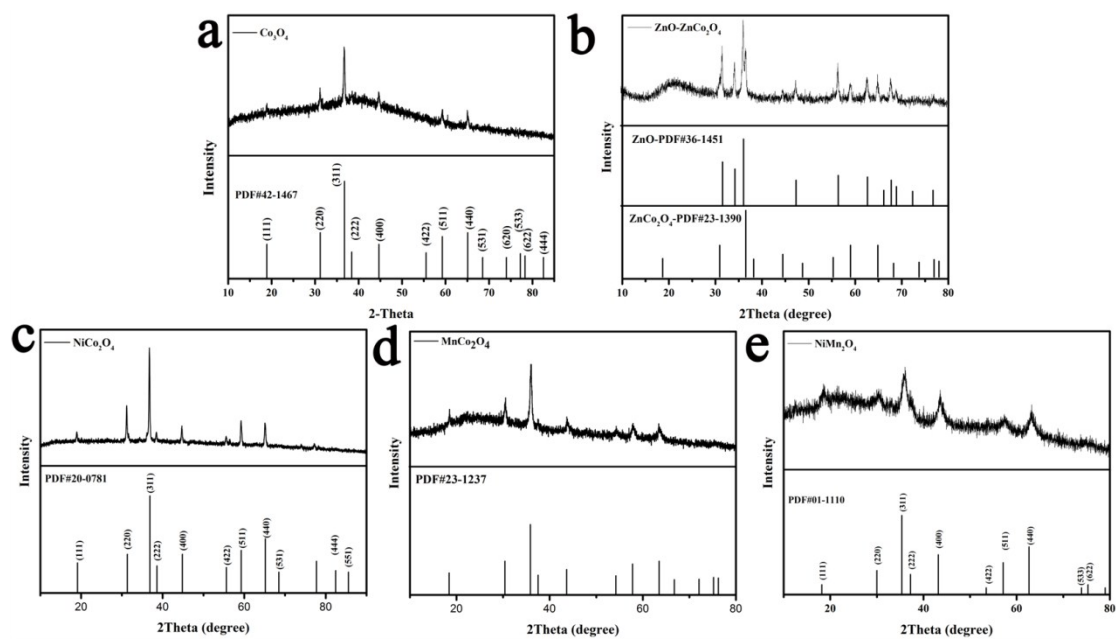 a
Co₃O₄
PDF#42-1467
(111)
(220)
(311)
(222)
(400)
(422)
(511)
(440)
(531)
(620)
(533)
(622)
(444)
Intensity
10 20 30 40 50 60 70 80
2-Theta
b
ZnO-ZnCo₂O₄
ZnO-PDF#36-1451
ZnCo₂O₄-PDF#23-1390
Intensity
10 20 30 40 50 60 70 80
2Theta (degree)
c
NiCo₂O₄
PDF#20-0781
(111)
(220)
(311)
(222)
(400)
(422)
(511)
(440)
(531)
(444)
(551)
Intensity
20 40 60 80
2Theta (degree)
d
MnCo₂O₄
PDF#23-1237
Intensity
20 40 60 80
2Theta (degree)
e
NiMn₂O₄
PDF#01-1110
(111)
(220)
(311)
(222)
(400)
(422)
(511)
(440)
(533)
(622)
Intensity
20 40 60 80
2Theta (degree)